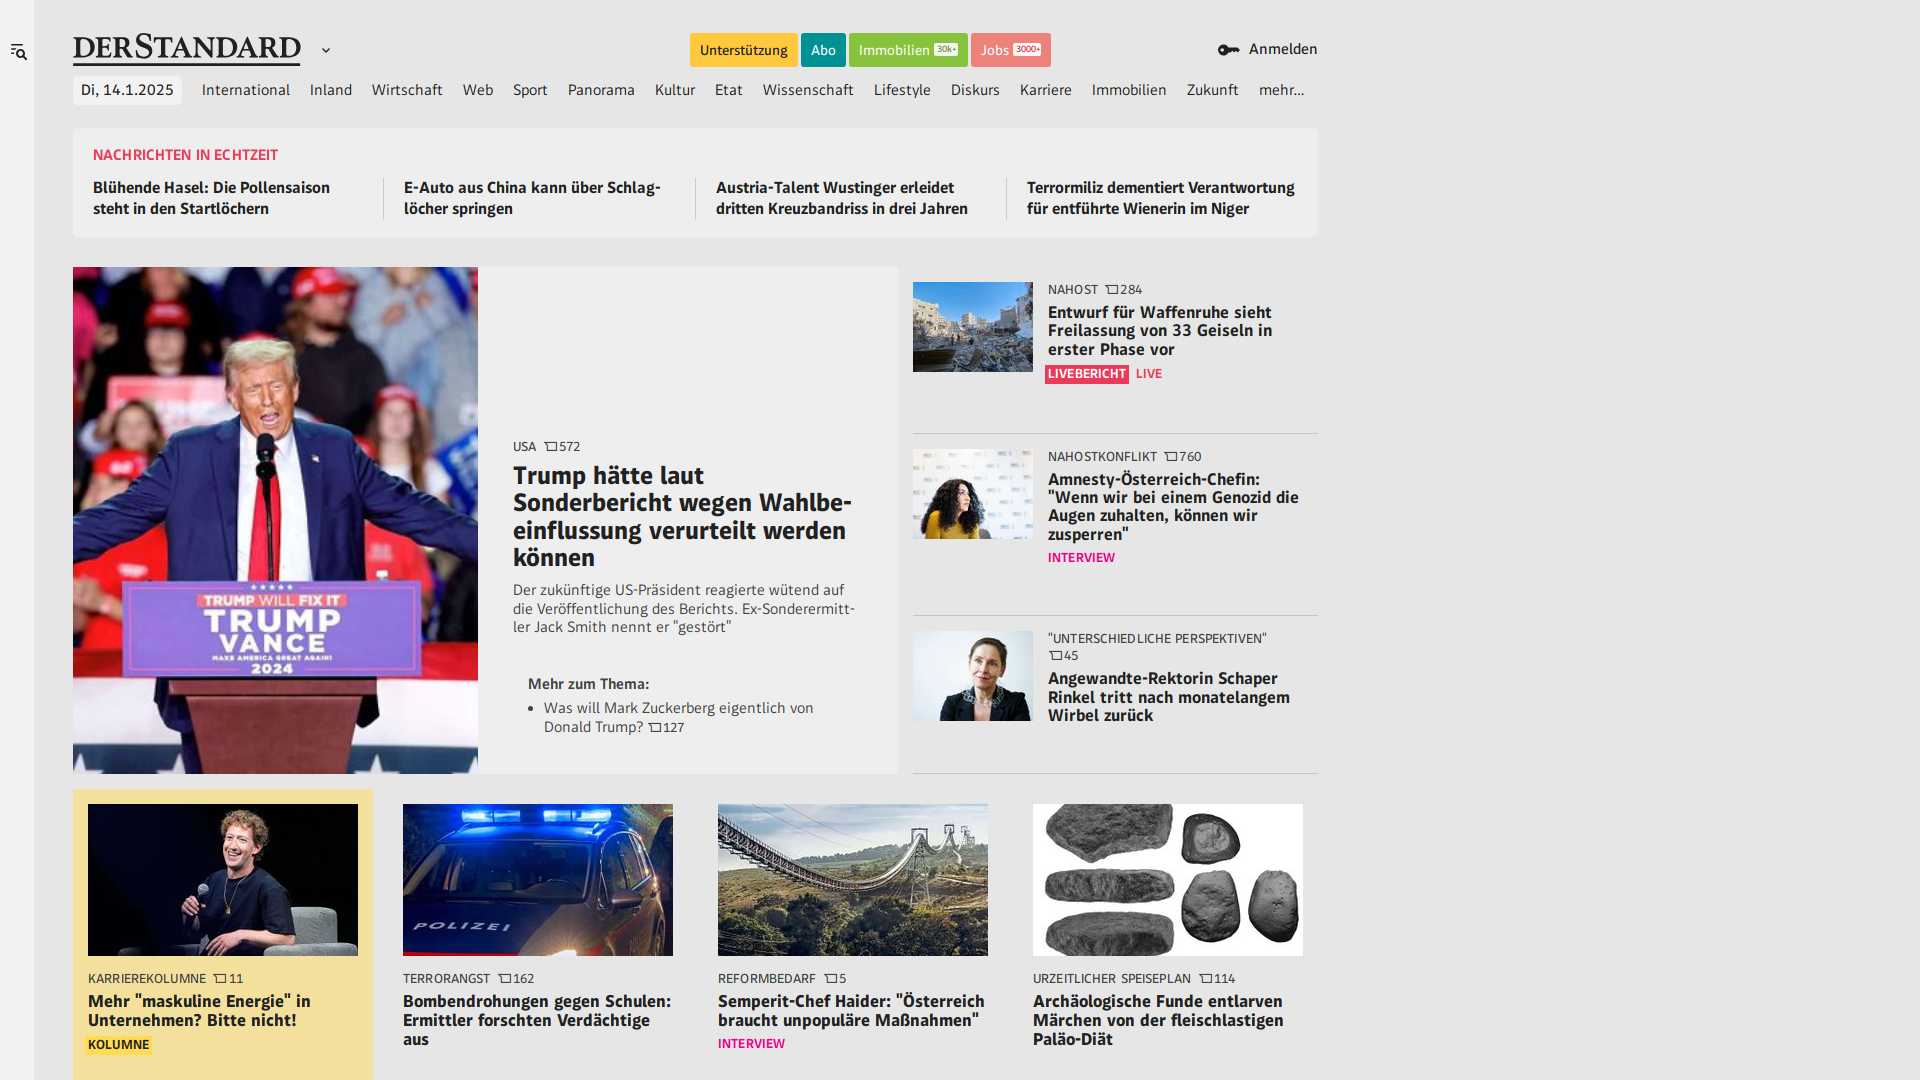 DERSTANDARD
Unterstützung
Abo
Immobilien 30k+
Jobs 3000+
Anmelden
Di, 14.1.2025
International
Inland
Wirtschaft
Web
Sport
Panorama
Kultur
Etat
Wissenschaft
Lifestyle
Diskurs
Karriere
Immobilien
Zukunft
mehr...
NACHRICHTEN IN ECHTZEIT
Blühende Hasel: Die Pollensaison
steht in den Startlöchern
E-Auto aus China kann über Schlag-
löcher springen
Austria-Talent Wustinger erleidet
dritten Kreuzbandriss in drei Jahren
Terrormiliz dementiert Verantwortung
für entführte Wienerin im Niger
TRUMP WILL FIX IT
TRUMP
VANCE
MAKE AMERICA GREAT AGAIN!
2024
USA 572
Trump hätte laut
Sonderbericht wegen Wahlbe-
einflussung verurteilt werden
können
Der zukünftige US-Präsident reagierte wütend auf
die Veröffentlichung des Berichts. Ex-Sonderermitt-
ler Jack Smith nennt er "gestört"
Mehr zum Thema:
Was will Mark Zuckerberg eigentlich von
Donald Trump? 127
NAHOST 284
Entwurf für Waffenruhe sieht
Freilassung von 33 Geiseln in
erster Phase vor
LIVEBERICHT LIVE
NAHOSTKONFLIKT 760
Amnesty-Österreich-Chefin:
"Wenn wir bei einem Genozid die
Augen zuhalten, können wir
zusperren"
INTERVIEW
"UNTERSCHIEDLICHE PERSPEKTIVEN"
45
Angewandte-Rektorin Schaper
Rinkel tritt nach monatelangem
Wirbel zurück
KARRIEREKOLUMNE 11
Mehr "maskuline Energie" in
Unternehmen? Bitte nicht!
KOLUMNE
POLIZEI
TERRORANGST 162
Bombendrohungen gegen Schulen:
Ermittler forschten Verdächtige
aus
REFORMBEDARF 5
Semperit-Chef Haider: "Österreich
braucht unpopuläre Maßnahmen"
INTERVIEW
URZEITLICHER SPEISEPLAN 114
Archäologische Funde entlarven
Märchen von der fleischlastigen
Paläo-Diät